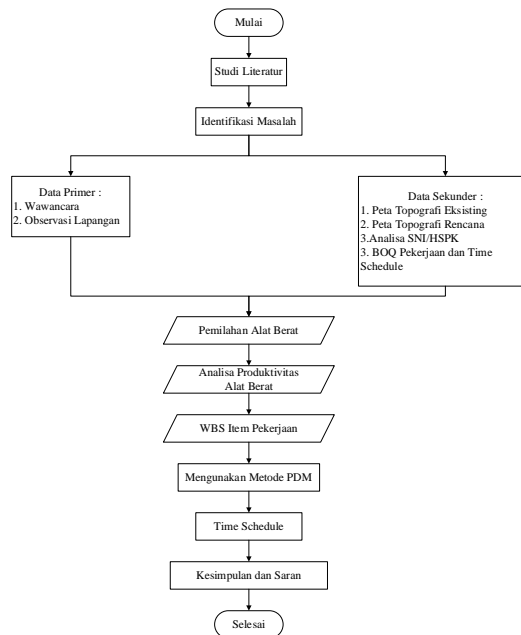 Mulai
Studi Literatur
Identifikasi Masalah
Data Primer :
1. Wawancara
2. Observasi Lapangan
Data Sekunder :
1. Peta Topografi Eksisting
2. Peta Topografi Rencana
3.Analisa SNI/HSPK
3. BOQ Pekerjaan dan Time
Schedule
Pemilahan Alat Berat
Analisa Produktivitas
Alat Berat
WBS Item Pekerjaan
Mengunakan Metode PDM
Time Schedule
Kesimpulan dan Saran
Selesai